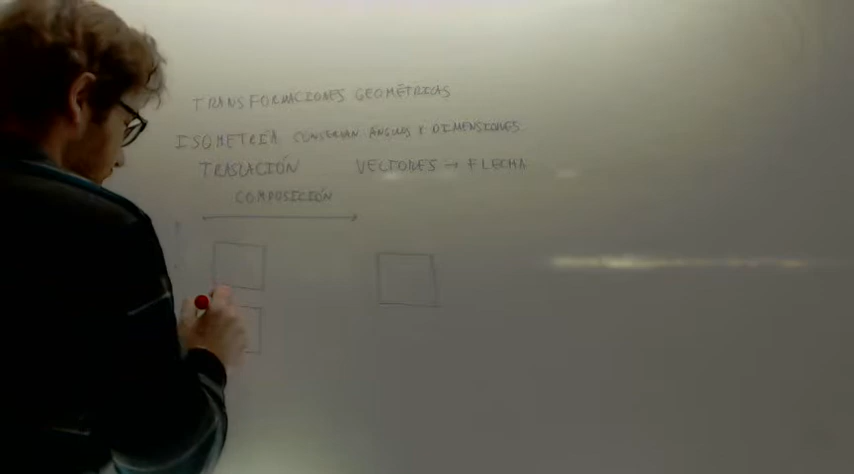 TRANSFORMACIONES GEOMÉTRICAS
ISOMETRÍA CONSERVAN ÁNGULOS Y DIMENSIONES
TRASLACIÓN VECTORES → FLECHA
COMPOSICIÓN